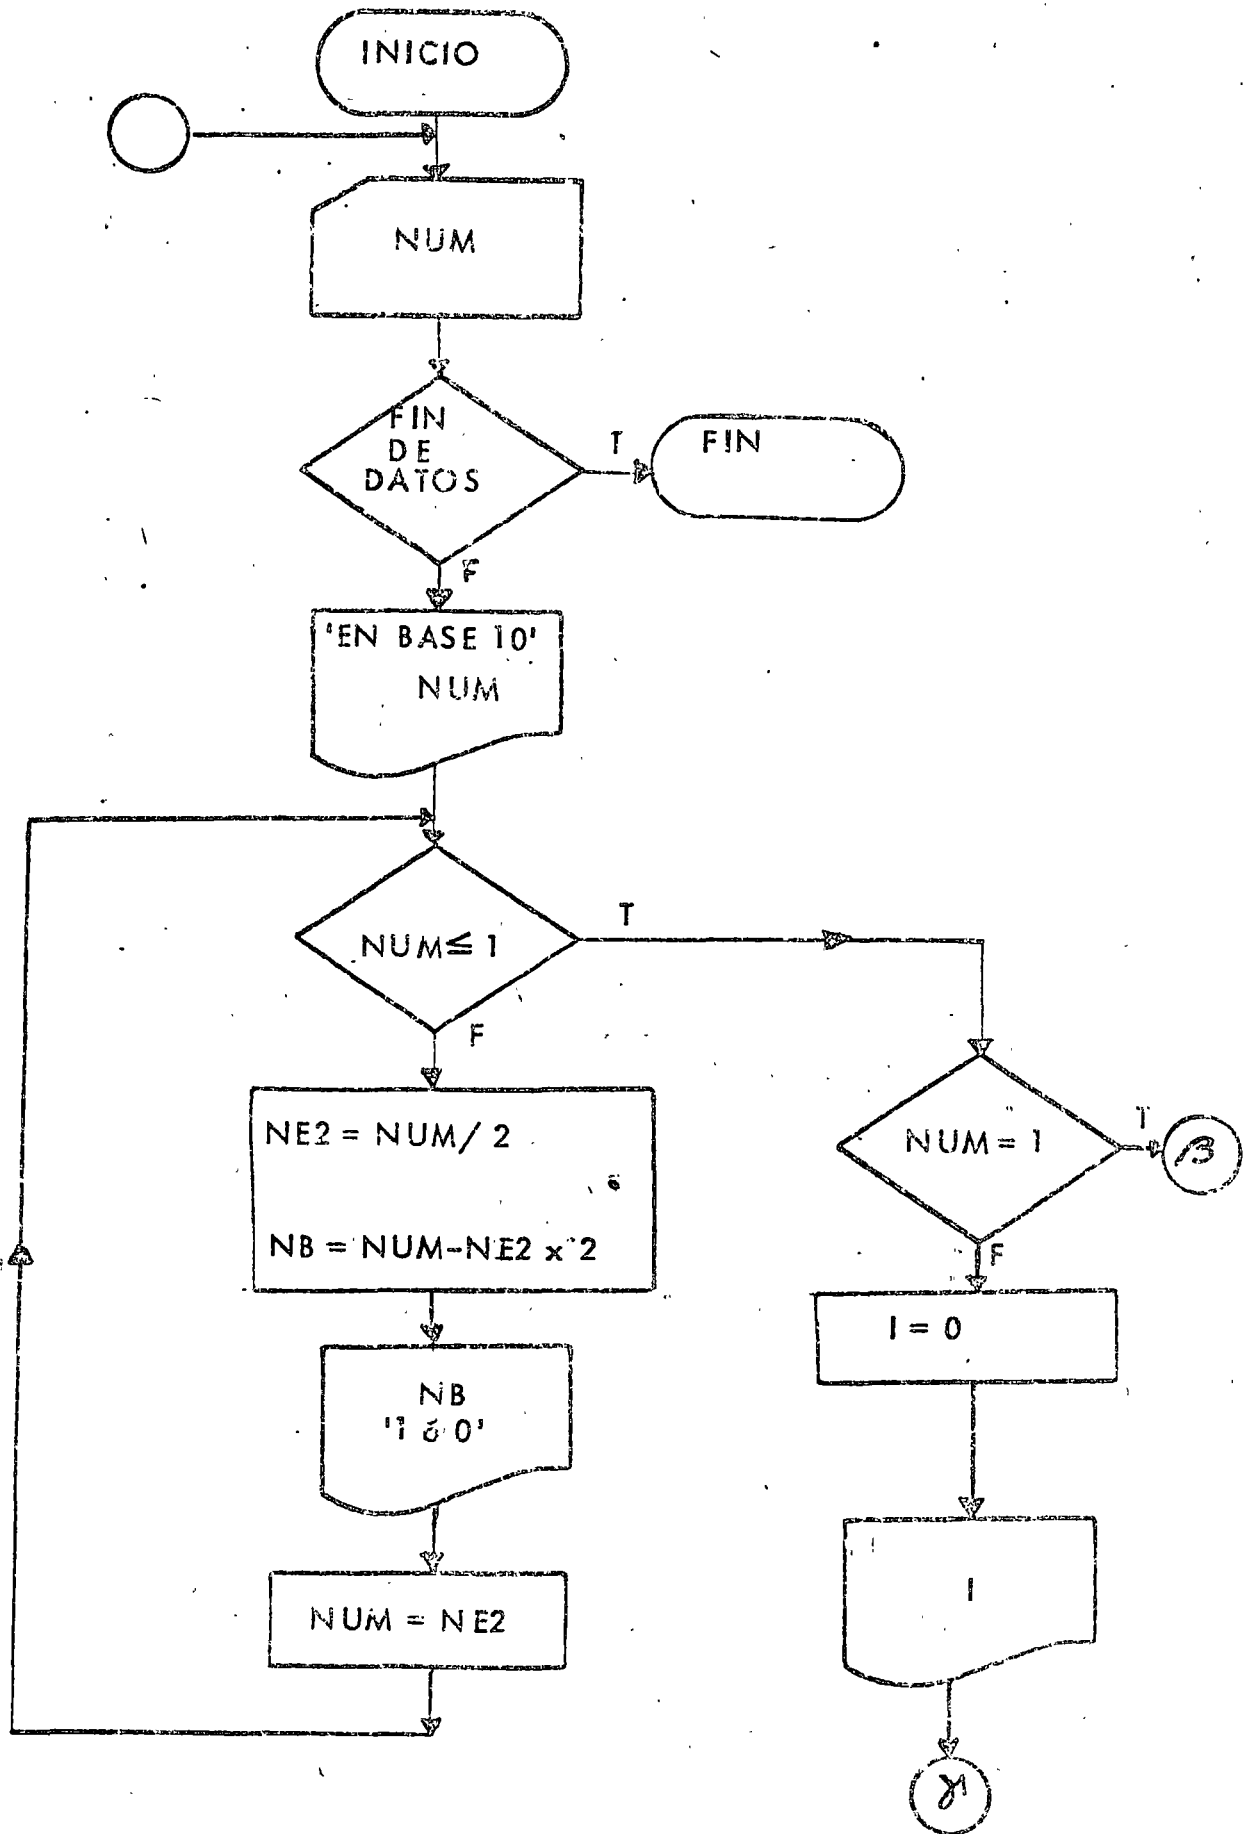 INICIO
NUM
FIN
DE
DATOS
T
FIN
F
'EN BASE 10'
NUM
NUM ≤ 1
T
F
NE2 = NUM/ 2
NB = NUM-NE2 x 2
NUM = 1
T
β
F
I = 0
NB
'1 ó 0'
I
NUM = NE2